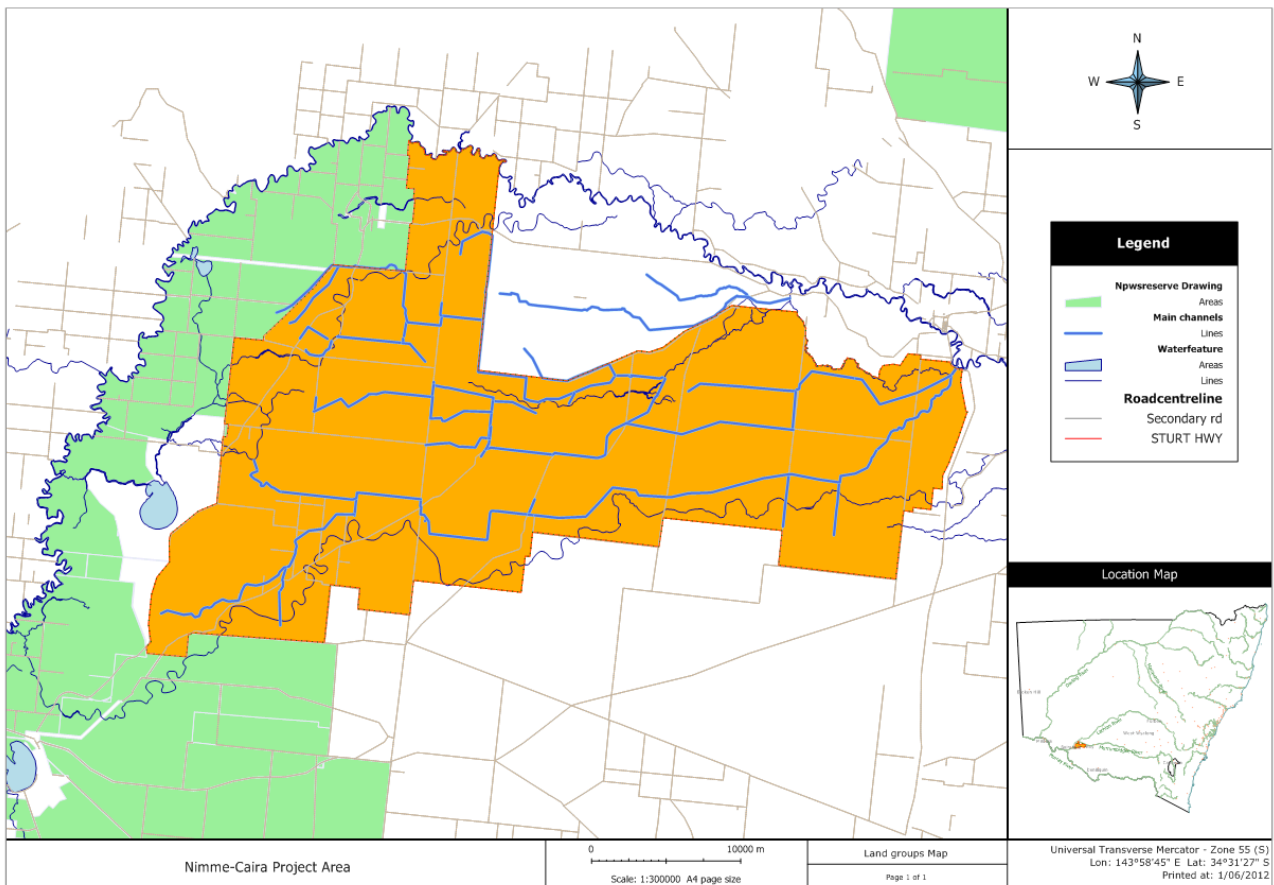 N
W
E
S
Legend
Npwsreserve Drawing
Areas
Main channels
Lines
Waterfeature
Areas
Lines
Roadcentreline
Secondary rd
STURT HWY
Location Map
Nimme-Caira Project Area
0
10000 m
Scale: 1:300000 A4 page size
Land groups Map
Page 1 of 1
Universal Transverse Mercator - Zone 55 (S)
Lon: 143°58'45" E Lat: 34°31'27" S
Printed at: 1/06/2012